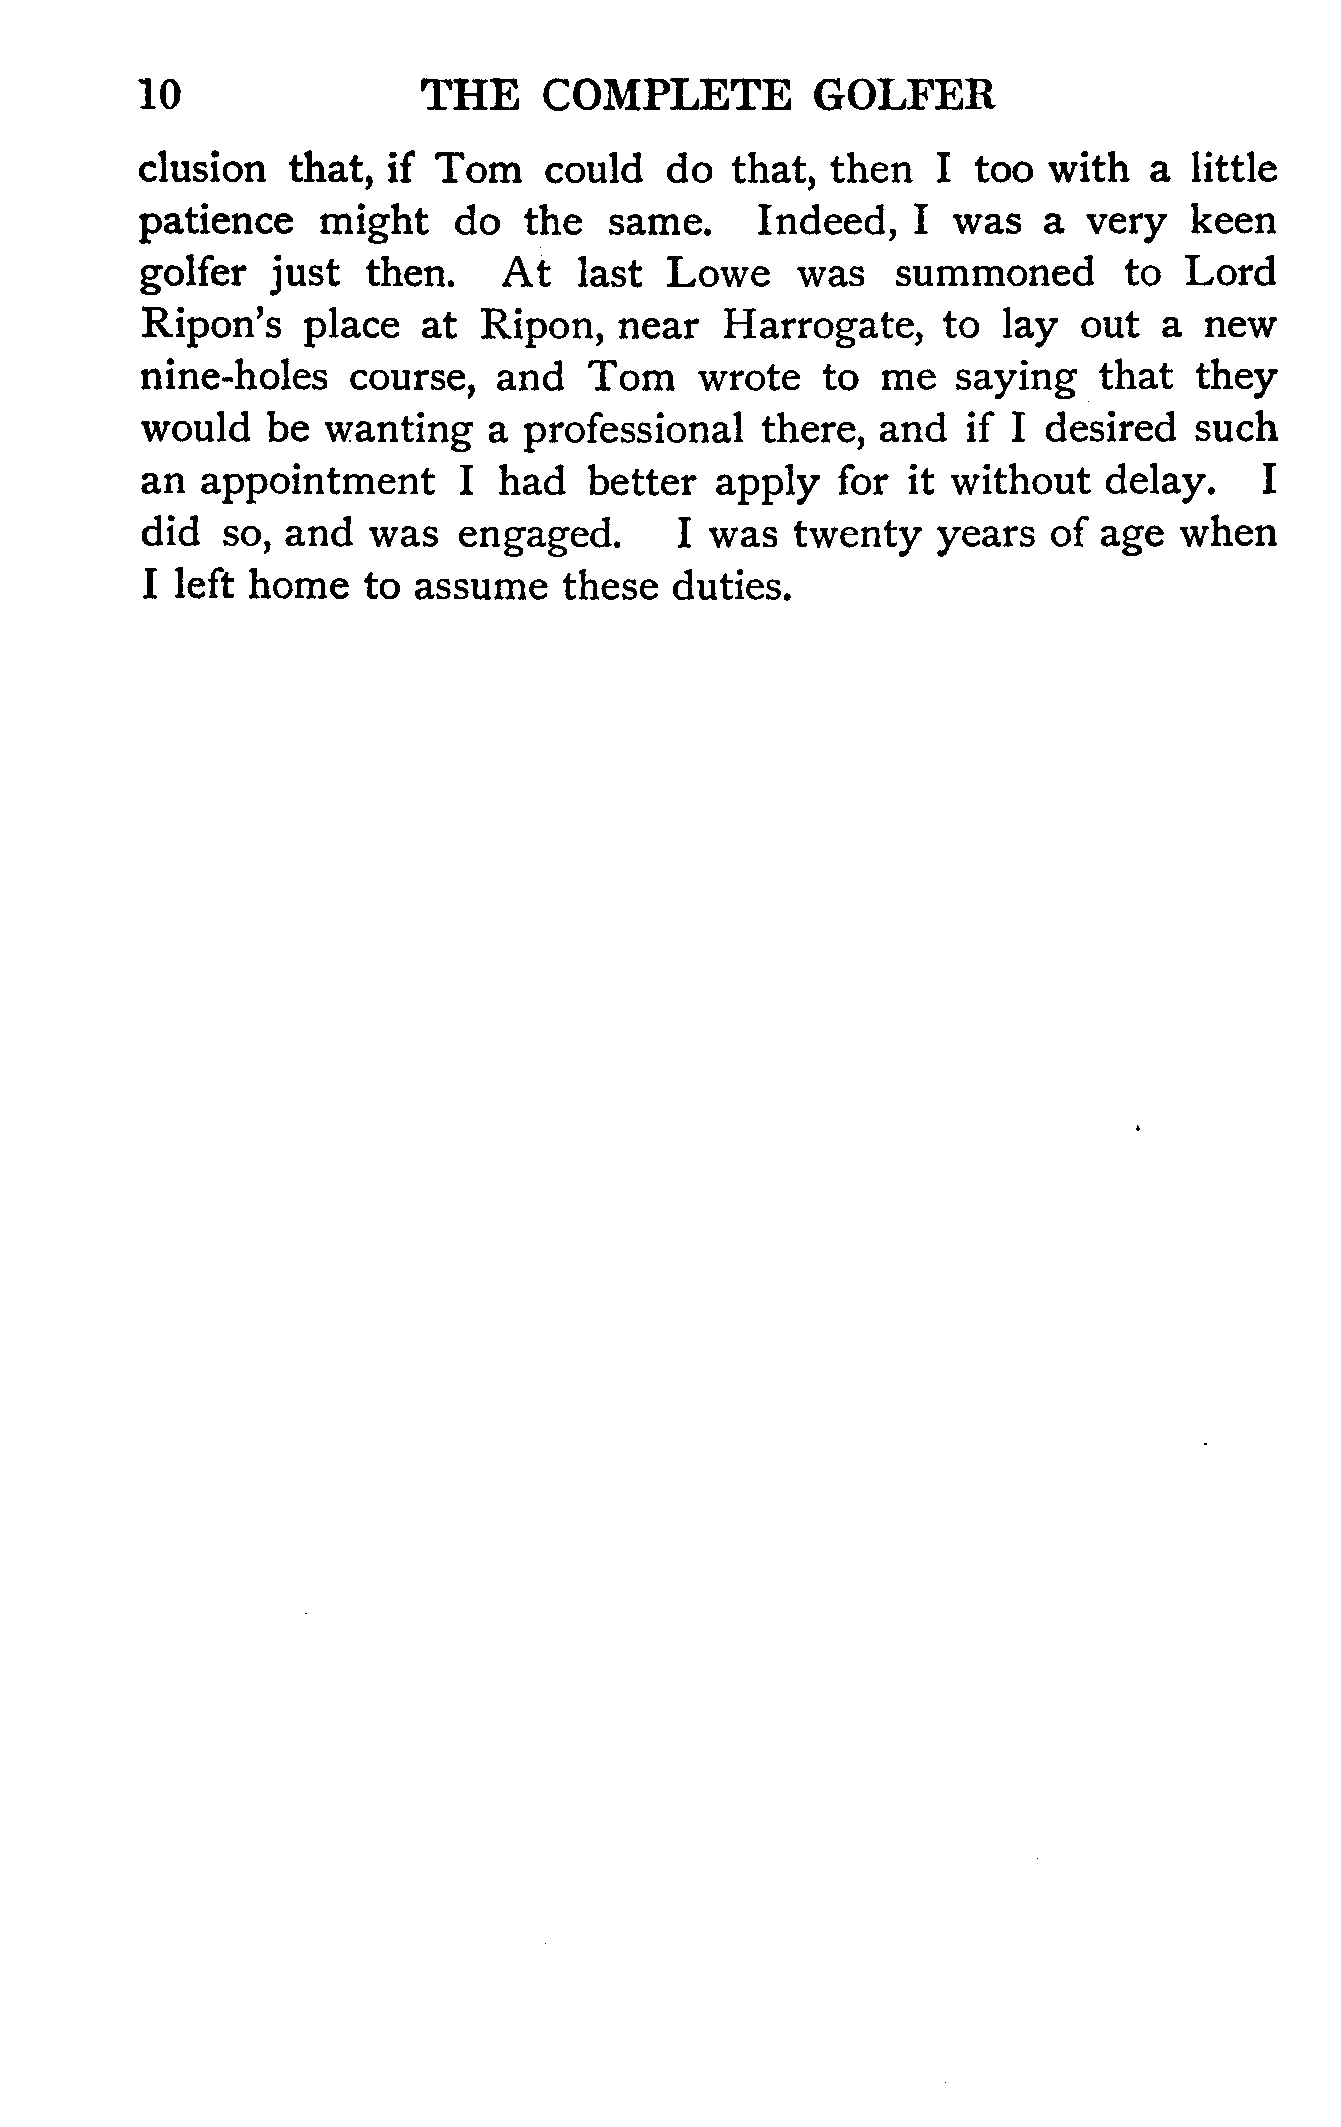 10 THE COMPLETE GOLFER
clusion that, if Tom could do that, then I too with a little
patience might do the same. Indeed, I was a very keen
golfer just then. At last Lowe was summoned to Lord
Ripon's place at Ripon, near Harrogate, to lay out a new
nine-holes course, and Tom wrote to me saying that they
would be wanting a professional there, and if I desired such
an appointment I had better apply for it without delay. I
did so, and was engaged. I was twenty years of age when
I left home to assume these duties.